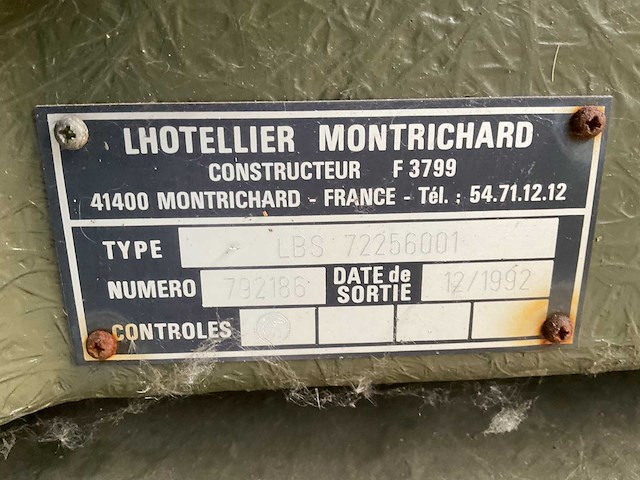 LHOTELLIER MONTRICHARD
CONSTRUCTEUR F 3799
41400 MONTRICHARD - FRANCE - Tél. : 54.71.12.12
TYPE LBS 72256001
NUMERO 792186 DATE de SORTIE 12/1992
CONTROLES